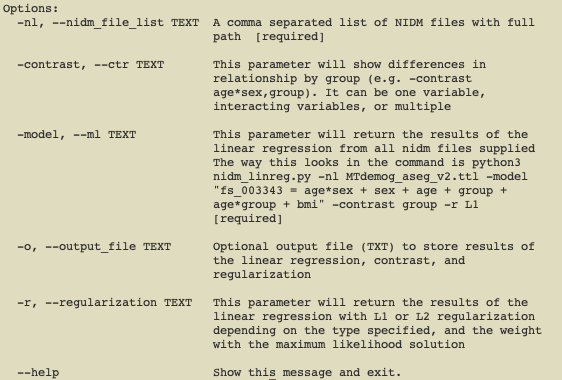 Options:
-nl, --nidm_file_list TEXT A comma separated list of NIDM files with full
path [required]
-contrast, --ctr TEXT This parameter will show differences in
relationship by group (e.g. -contrast
age*sex,group). It can be one variable,
interacting variables, or multiple
-model, --ml TEXT This parameter will return the results of the
linear regression from all nidm files supplied
The way this looks in the command is python3
nidm_linreg.py -nl MTdemog_aseg_v2.ttl -model
"fs_003343 = age*sex + sex + age + group +
age*group + bmi" -contrast group -r L1
[required]
-o, --output_file TEXT Optional output file (TXT) to store results of
the linear regression, contrast, and
regularization
-r, --regularization TEXT This parameter will return the results of the
linear regression with L1 or L2 regularization
depending on the type specified, and the weight
with the maximum likelihood solution
--help Show this message and exit.